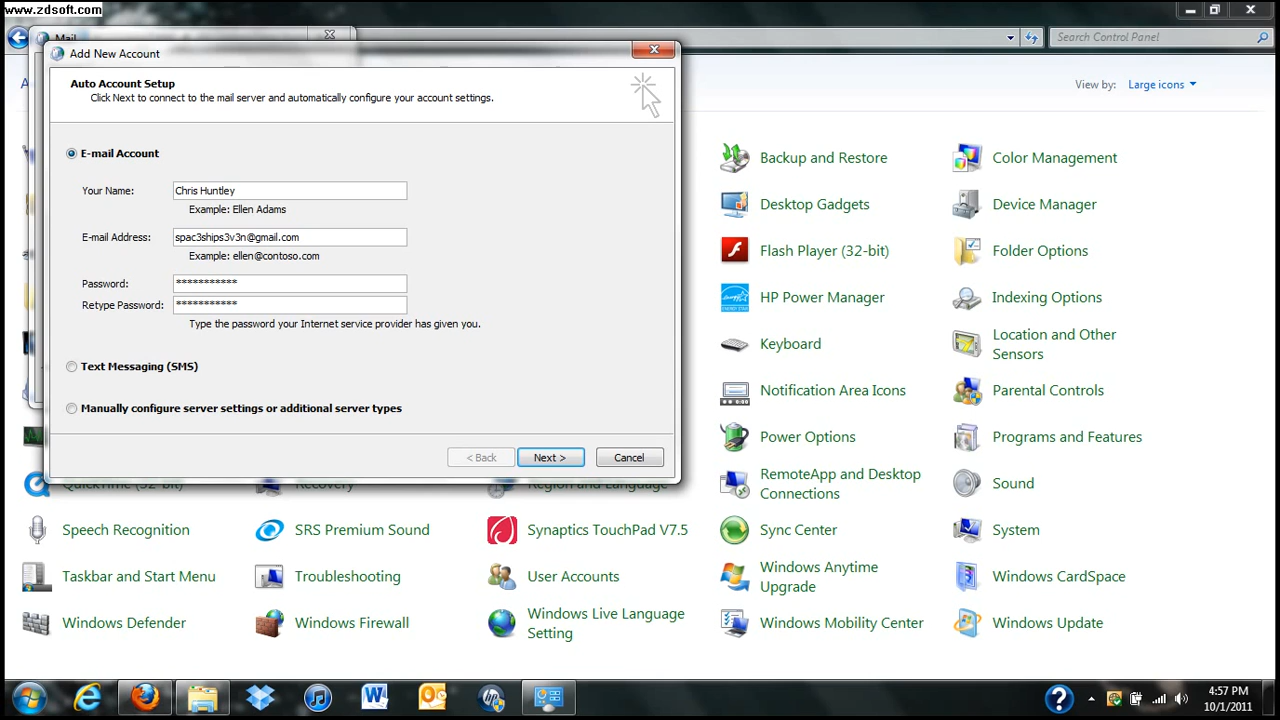 www.zdsoft.com
Mail
Search Control Panel
Add New Account
Auto Account Setup
Click Next to connect to the mail server and automatically configure your account settings.
View by: Large icons
E-mail Account
Your Name: Chris Huntley
Example: Ellen Adams
E-mail Address: spac3ships3v3n@gmail.com
Example: ellen@contoso.com
Password: ***********
Retype Password: ***********
Type the password your Internet service provider has given you.
Text Messaging (SMS)
Manually configure server settings or additional server types
< Back
Next >
Cancel
Backup and Restore
Color Management
Desktop Gadgets
Device Manager
Flash Player (32-bit)
Folder Options
HP Power Manager
Indexing Options
Keyboard
Location and Other
Sensors
Notification Area Icons
Parental Controls
Power Options
Programs and Features
QuickTime (32-bit)
Recovery
Region and Language
RemoteApp and Desktop
Connections
Sound
Speech Recognition
SRS Premium Sound
Synaptics TouchPad V7.5
Sync Center
System
Taskbar and Start Menu
Troubleshooting
User Accounts
Windows Anytime
Upgrade
Windows CardSpace
Windows Defender
Windows Firewall
Windows Live Language
Setting
Windows Mobility Center
Windows Update
4:57 PM
10/1/2011